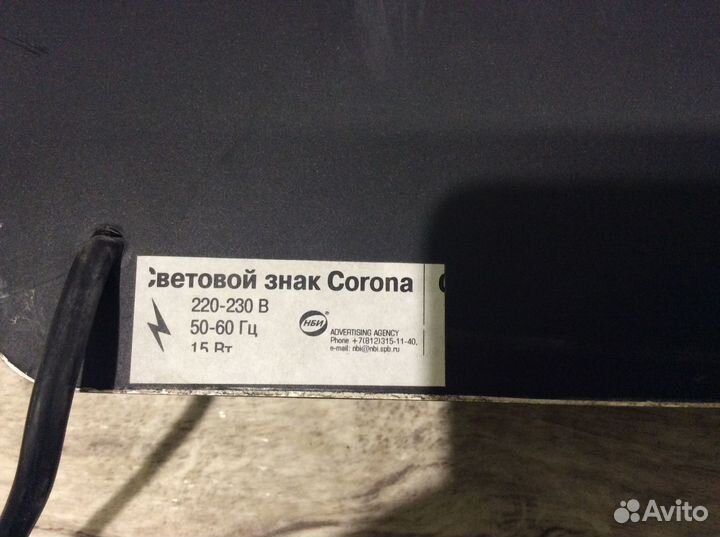 Световой знак Corona
220-230 В
50-60 Гц
15 Вт
НБИ
ADVERTISING AGENCY
Phone +7(812)315-11-40,
e-mail: nbi@nbi.spb.ru
Avito